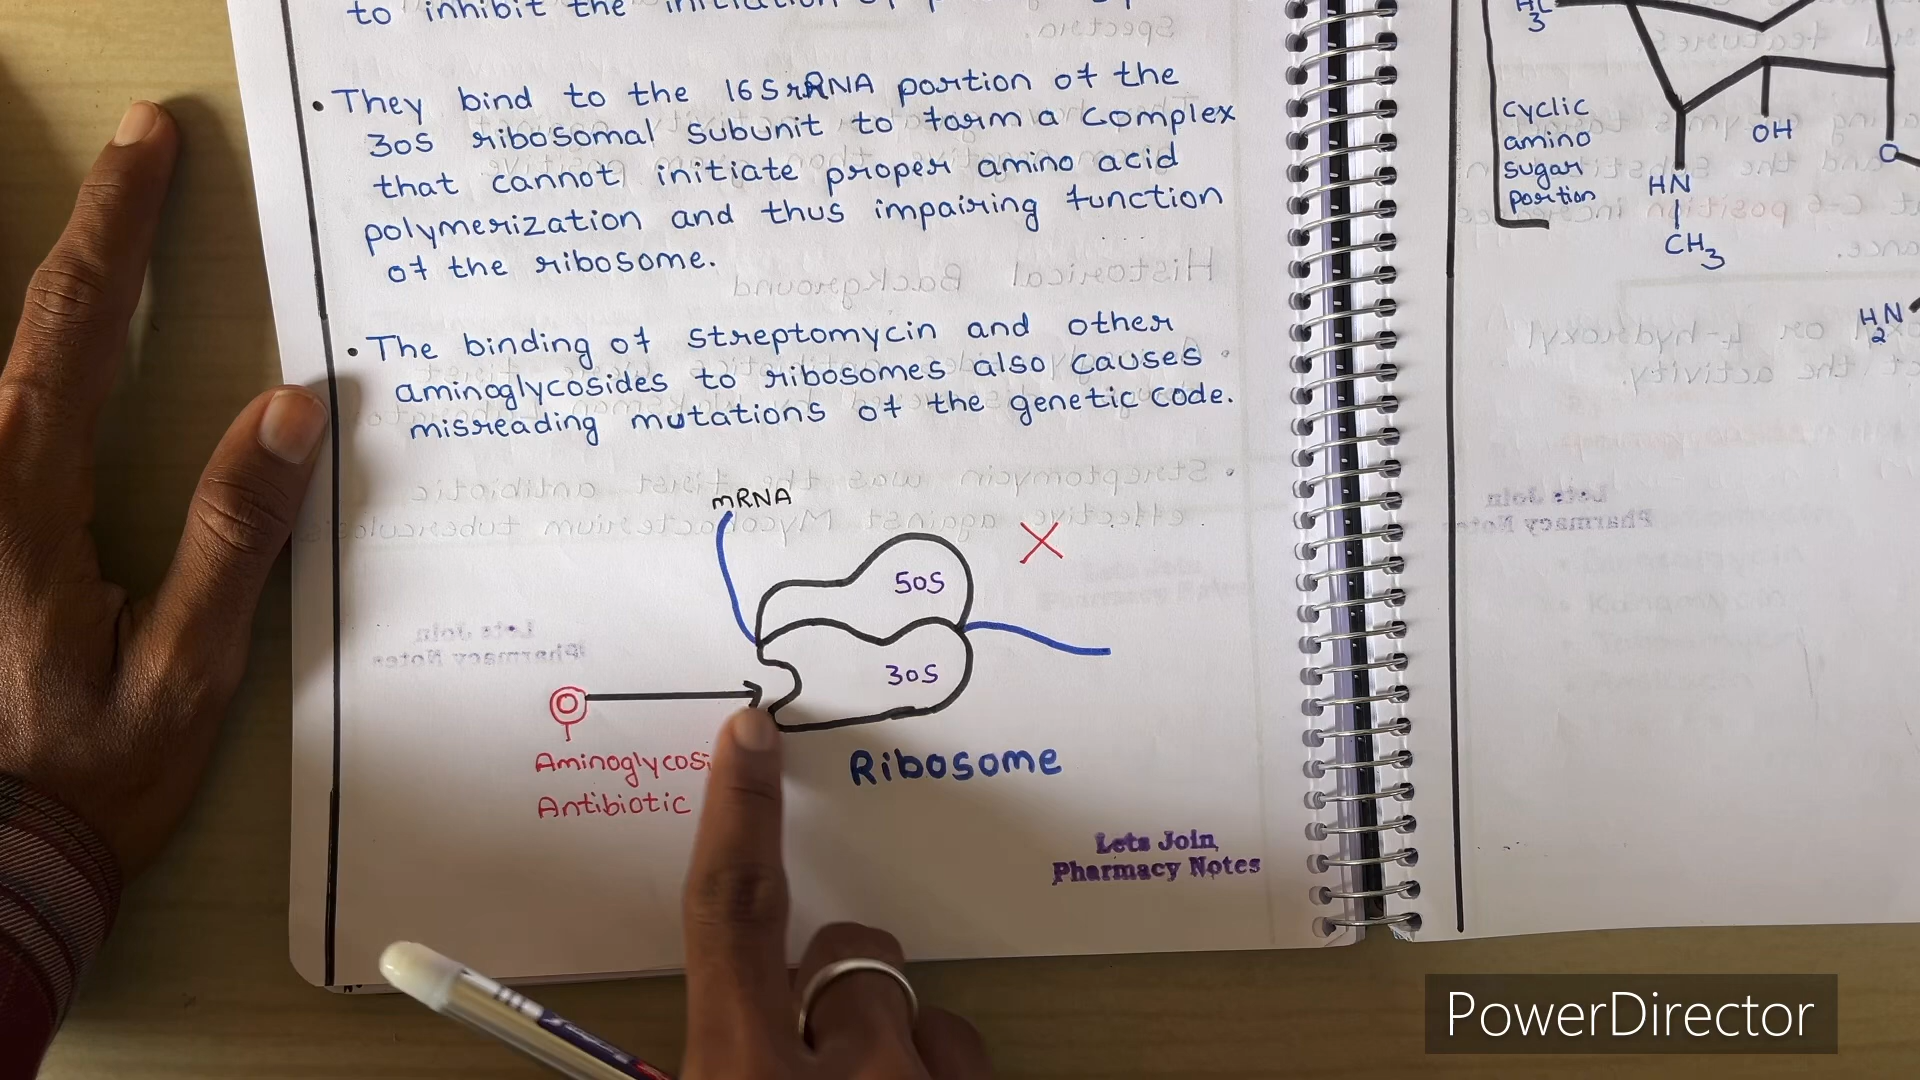 to inhibit the
• They bind to the 16S rRNA portion of the
30S ribosomal subunit to form a complex
that cannot initiate proper amino acid
polymerization and thus impairing function
of the ribosome.
• The binding of streptomycin and other
aminoglycosides to ribosomes also causes
misreading mutations of the genetic code.
mRNA
50S
30S
Aminoglycosi
Antibiotic
Ribosome
Lets Join
Pharmacy Notes
3
cyclic
amino
sugar
portion
OH
O
HN
CH3
H2N
PowerDirector